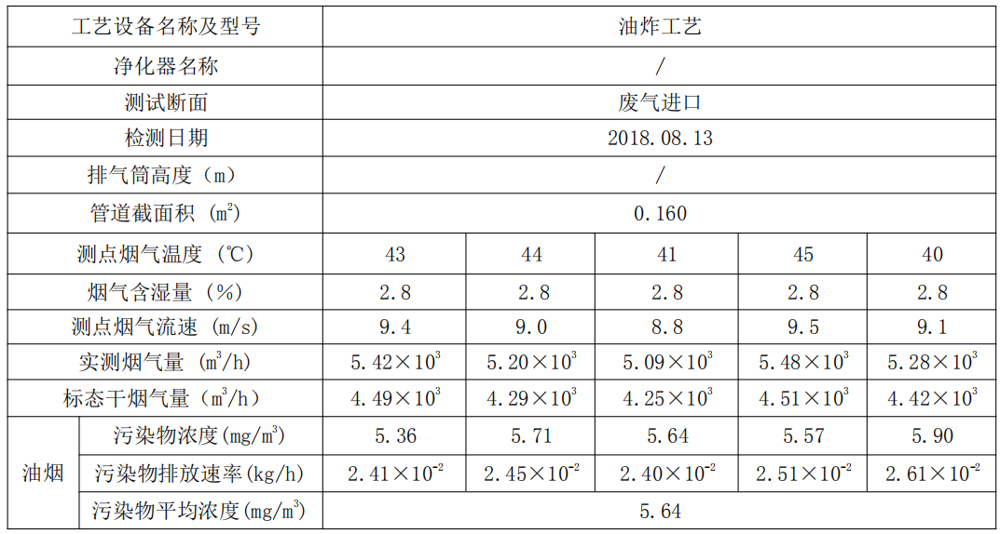 工艺设备名称及型号 油炸工艺
净化器名称 /
测试断面 废气进口
检测日期 2018.08.13
排气筒高度（m） /
管道截面积 (m²) 0.160
测点烟气温度 (℃) 43 44 41 45 40
烟气含湿量 (％) 2.8 2.8 2.8 2.8 2.8
测点烟气流速 (m/s) 9.4 9.0 8.8 9.5 9.1
实测烟气量 (m³/h) 5.42×10³ 5.20×10³ 5.09×10³ 5.48×10³ 5.28×10³
标态干烟气量（m³/h） 4.49×10³ 4.29×10³ 4.25×10³ 4.51×10³ 4.42×10³
油烟 污染物浓度(mg/m³) 5.36 5.71 5.64 5.57 5.90
污染物排放速率(kg/h) 2.41×10⁻² 2.45×10⁻² 2.40×10⁻² 2.51×10⁻² 2.61×10⁻²
污染物平均浓度(mg/m³) 5.64